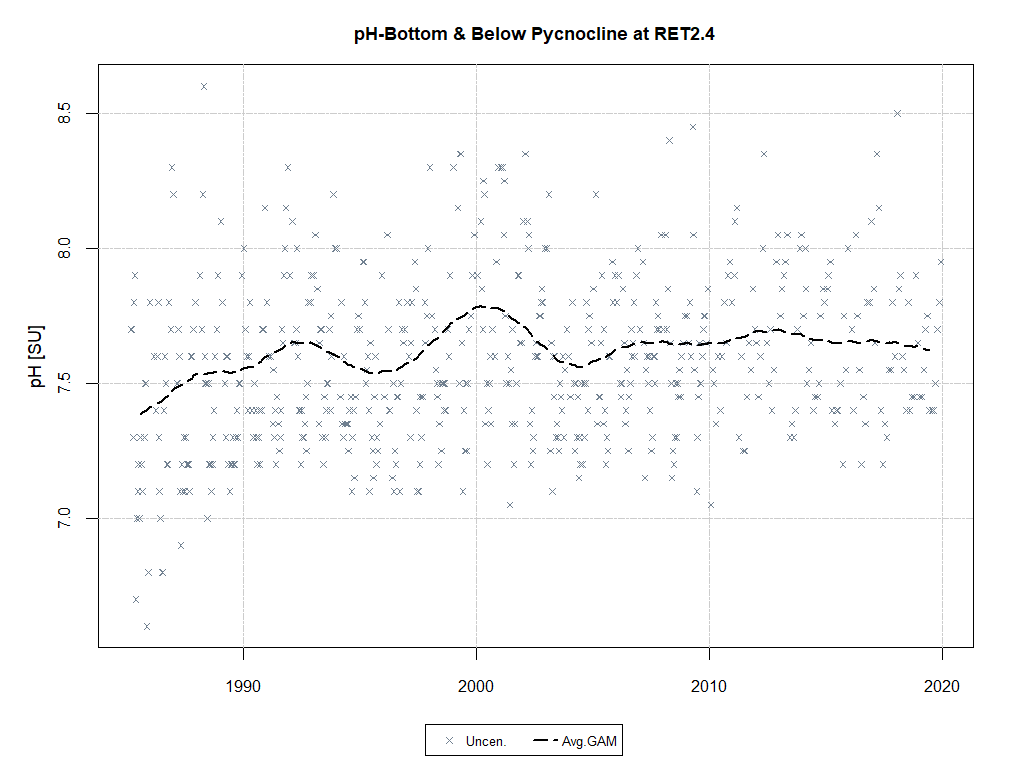 pH-Bottom & Below Pycnocline at RET2.4
pH [SU]
8.5
8.0
7.5
7.0
1990 2000 2010 2020
Uncen. Avg.GAM